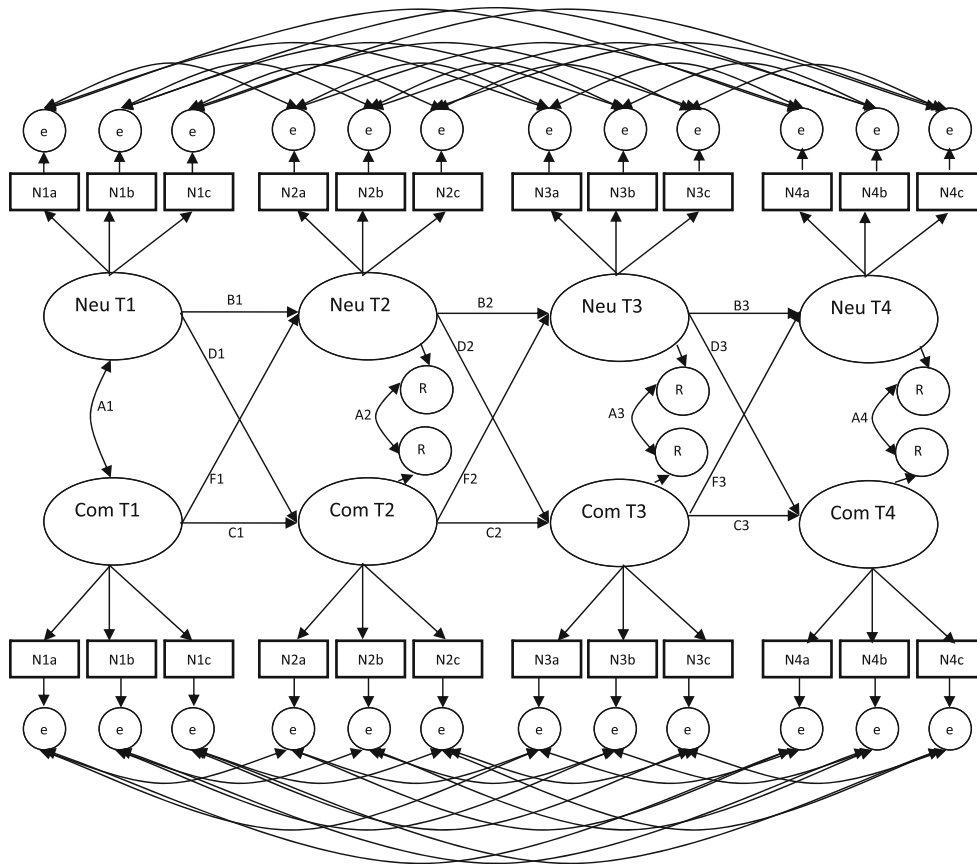 e e e e e e e e e e e e
N1a N1b N1c N2a N2b N2c N3a N3b N3c N4a N4b N4c
Neu T1 B1 Neu T2 B2 Neu T3 B3 Neu T4
D1 D2 D3
R R R
A1 A2 A3 A4
R R R
F1 F2 F3
Com T1 Com T2 Com T3 Com T4
C1 C2 C3
N1a N1b N1c N2a N2b N2c N3a N3b N3c N4a N4b N4c
e e e e e e e e e e e e